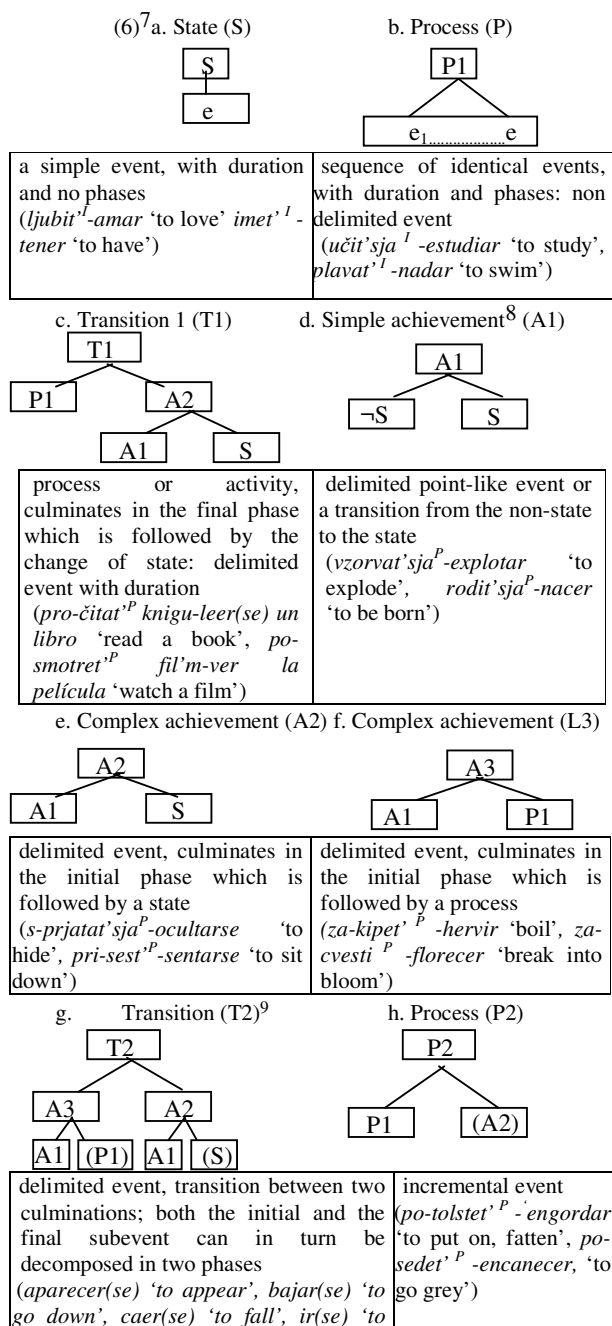 (6)7a. State (S) b. Process (P)
S P1
e e1...................e
a simple event, with duration
and no phases
(ljubit'I-amar 'to love' imet' I -
tener 'to have')
sequence of identical events,
with duration and phases: non
delimited event
(učit'sja I -estudiar 'to study',
plavat' I -nadar 'to swim')
c. Transition 1 (T1) d. Simple achievement8 (A1)
T1
P1 A2
A1 S
A1
¬S S
process or activity,
culminates in the final phase
which is followed by the
change of state: delimited
event with duration
(pro-čitat'P knigu-leer(se) un
libro 'read a book', po-
smotret'P fil'm-ver la
película 'watch a film')
delimited point-like event or
a transition from the non-state
to the state
(vzorvat'sjaP-explotar 'to
explode', rodit'sjaP-nacer
'to be born')
e. Complex achievement (A2) f. Complex achievement (L3)
A2 A3
A1 S A1 P1
delimited event, culminates in
the initial phase which is
followed by a state
(s-prjatat'sjaP-ocultarse 'to
hide', pri-sest'P-sentarse 'to sit
down')
delimited event, culminates in
the initial phase which is
followed by a process
(za-kipet' P -hervir 'boil', za-
cvesti P -florecer 'break into
bloom')
g. Transition (T2)9 h. Process (P2)
T2
A3 A2
A1 (P1) A1 (S)
P2
P1 (A2)
delimited event, transition between two
culminations; both the initial and the
final subevent can in turn be
decomposed in two phases
(aparecer(se) 'to appear', bajar(se) 'to
go down', caer(se) 'to fall', ir(se) 'to
incremental event
(po-tolstet' P -'engordar
'to put on, fatten', po-
sedet' P -encanecer, 'to
go grey')